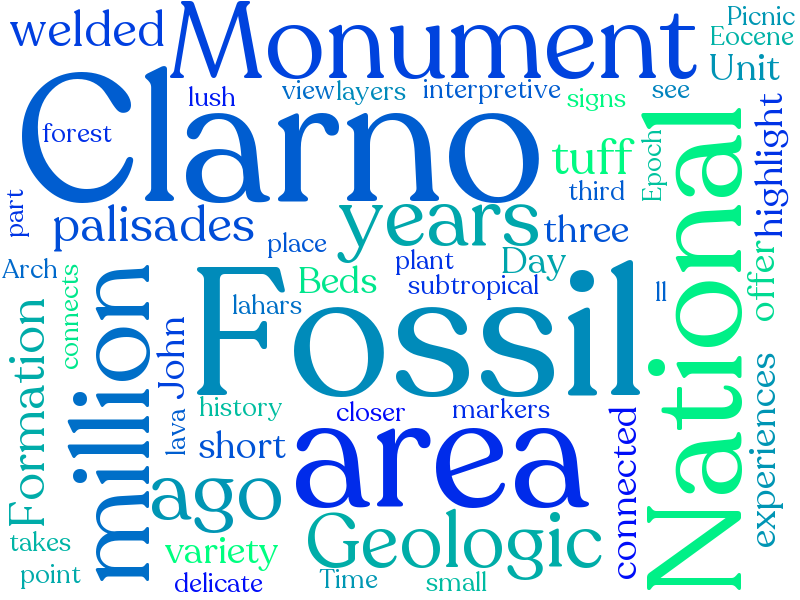 Picnic
welded
Monument
Eocene
Unit
Clarno
lush
viewlayers
interpretive
signs
see
forest
tuff
Epoch
National
highlight
third
part
palisades
years
three
place
plant
Day
Arch
connects
million
Beds
subtropical
ll
offer
Fossil
lahars
Formation
John
lava
history
closer
markers
experiences
short
area
connected
ago
Geologic
takes
variety
point
delicate
Time
small